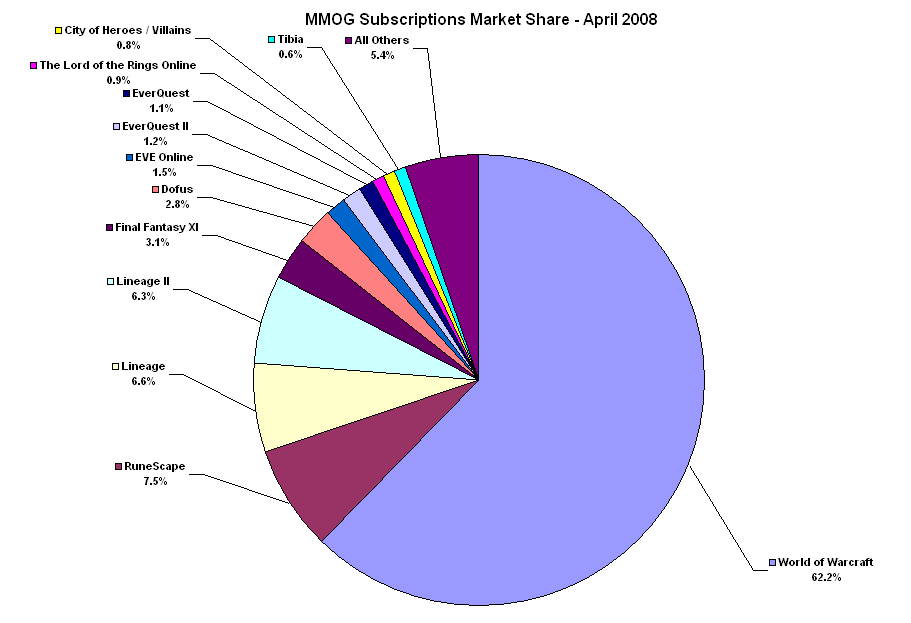 MMOG Subscriptions Market Share - April 2008
City of Heroes / Villains
0.8%
Tibia
0.6%
All Others
5.4%
The Lord of the Rings Online
0.9%
EverQuest
1.1%
EverQuest II
1.2%
EVE Online
1.5%
Dofus
2.8%
Final Fantasy XI
3.1%
Lineage II
6.3%
Lineage
6.6%
RuneScape
7.5%
World of Warcraft
62.2%